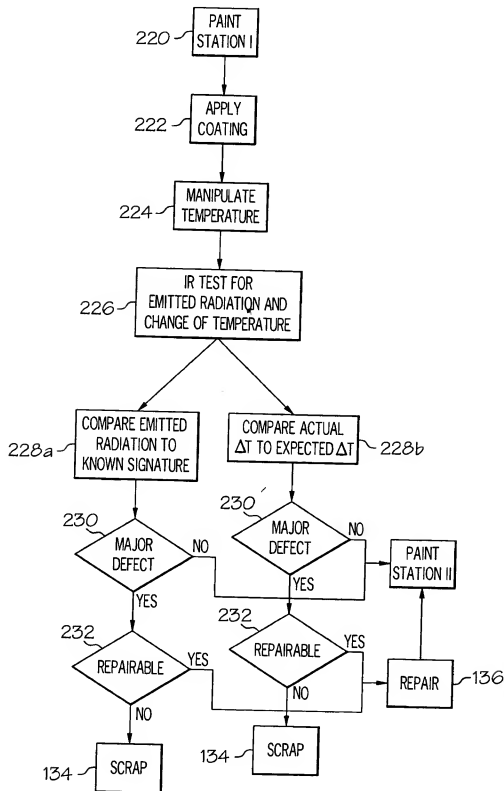 PAINT
STATION I
220
APPLY
COATING
222
MANIPULATE
TEMPERATURE
224
IR TEST FOR
EMITTED RADIATION AND
CHANGE OF TEMPERATURE
226
COMPARE EMITTED
RADIATION TO
KNOWN SIGNATURE
228a
COMPARE ACTUAL
ΔT TO EXPECTED ΔT
228b
230
MAJOR
DEFECT
NO
YES
230
MAJOR
DEFECT
NO
YES
PAINT
STATION II
232
REPAIRABLE
YES
NO
232
REPAIRABLE
YES
NO
REPAIR
136
SCRAP
134
SCRAP
134